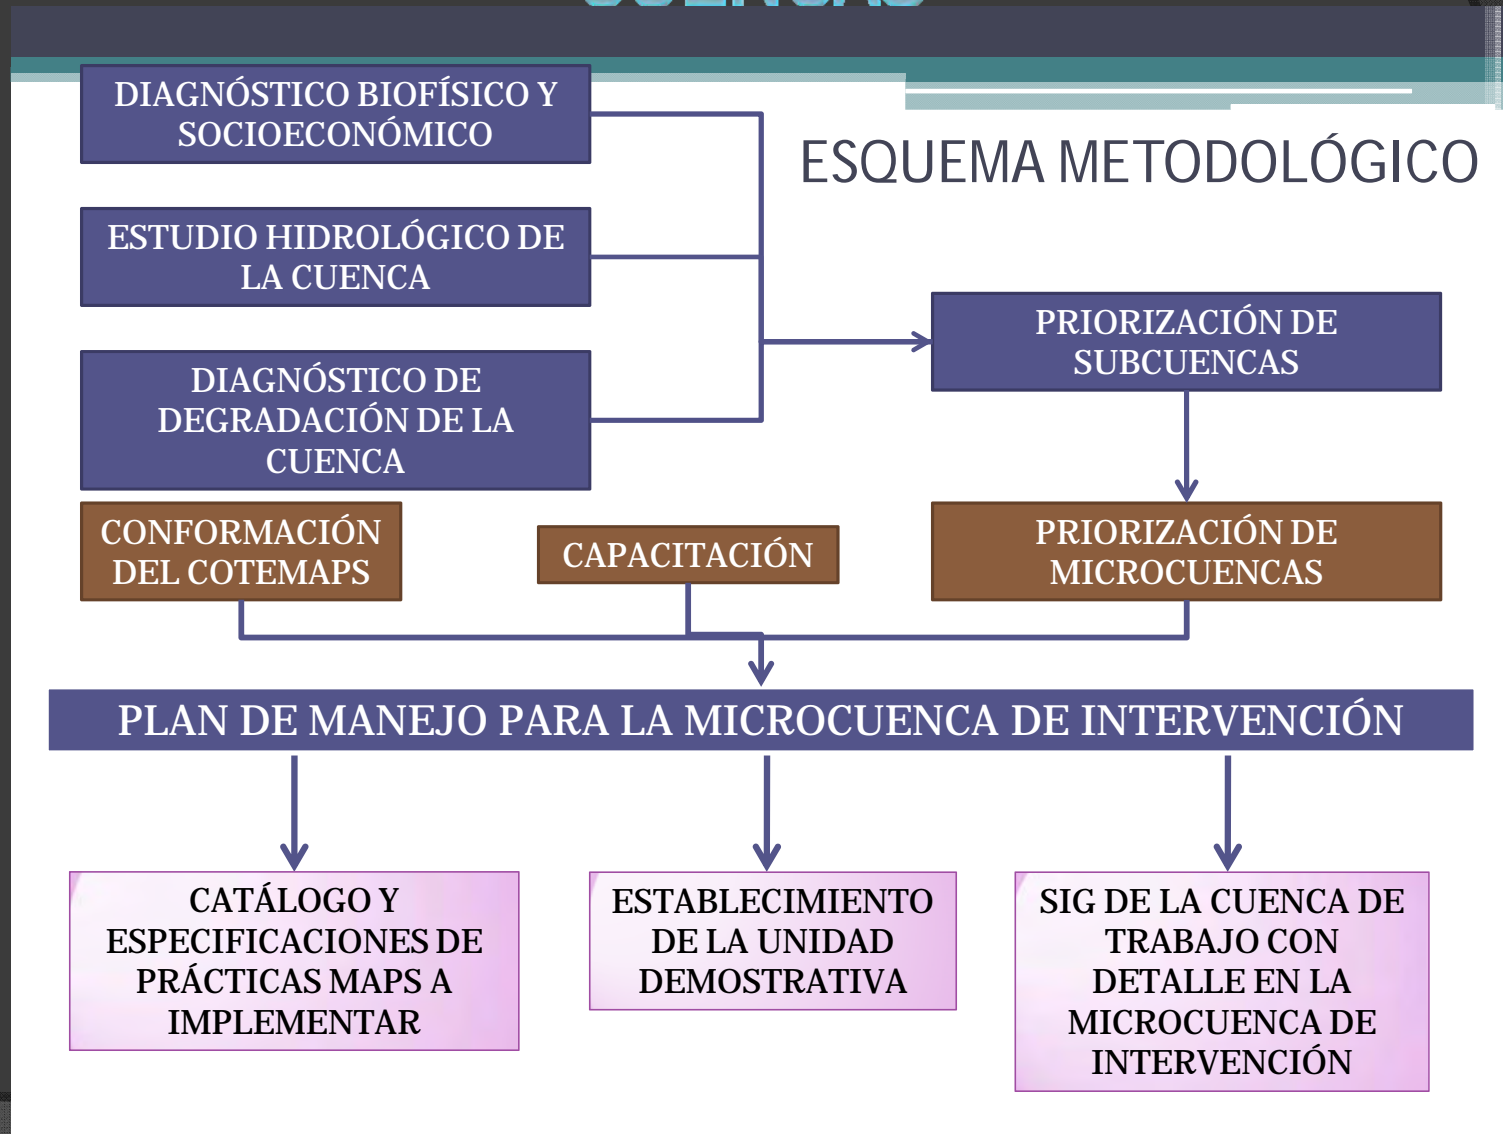 DIAGNÓSTICO BIOFÍSICO Y
SOCIOECONÓMICO
ESQUEMA METODOLÓGICO
ESTUDIO HIDROLÓGICO DE
LA CUENCA
PRIORIZACIÓN DE
SUBCUENCAS
DIAGNÓSTICO DE
DEGRADACIÓN DE LA
CUENCA
CONFORMACIÓN
DEL COTEMAPS
CAPACITACIÓN
PRIORIZACIÓN DE
MICROCUENCAS
PLAN DE MANEJO PARA LA MICROCUENCA DE INTERVENCIÓN
CATÁLOGO Y
ESPECIFICACIONES DE
PRÁCTICAS MAPS A
IMPLEMENTAR
ESTABLECIMIENTO
DE LA UNIDAD
DEMOSTRATIVA
SIG DE LA CUENCA DE
TRABAJO CON
DETALLE EN LA
MICROCUENCA DE
INTERVENCIÓN